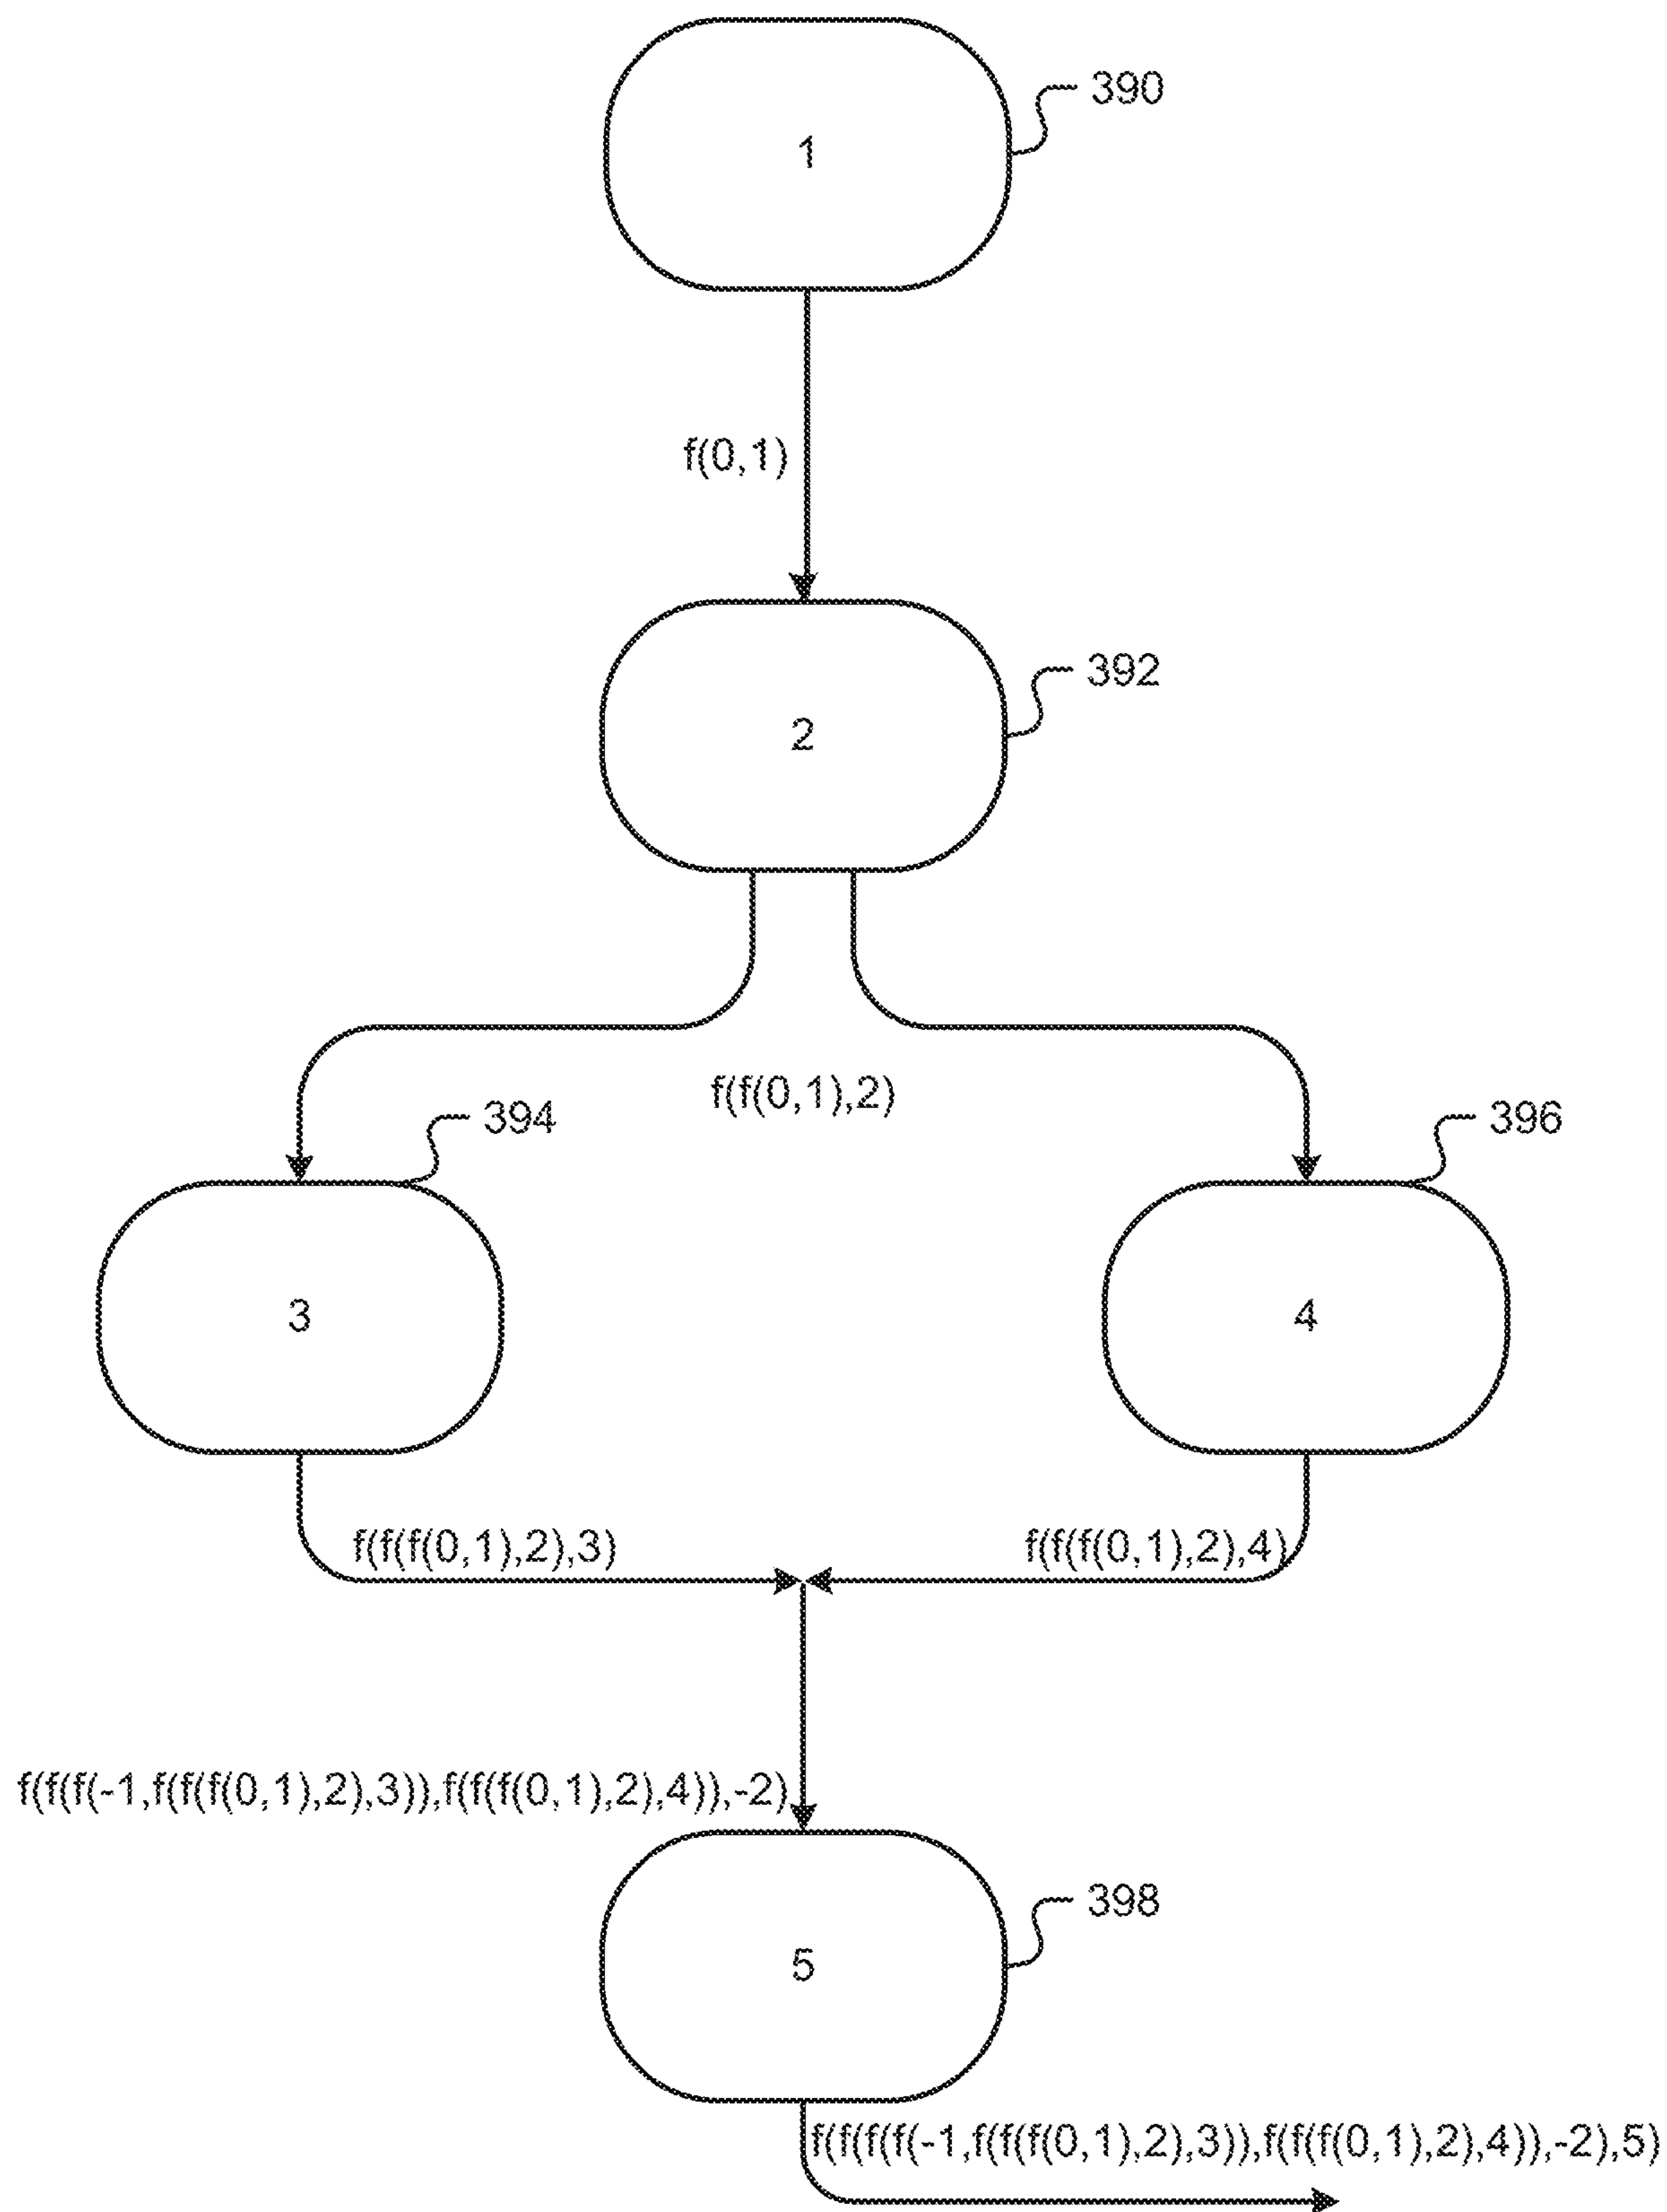 390
1
f(0,1)
392
2
f(f(0,1),2)
394
396
3
4
f(f(f(0,1),2),3)
f(f(f(0,1),2),4)
f(f(f(-1,f(f(f(0,1),2),3)),f(f(f(0,1),2),4)),-2)
398
5
f(f(f(f(-1,f(f(f(0,1),2),3)),f(f(f(0,1),2),4)),-2),5)